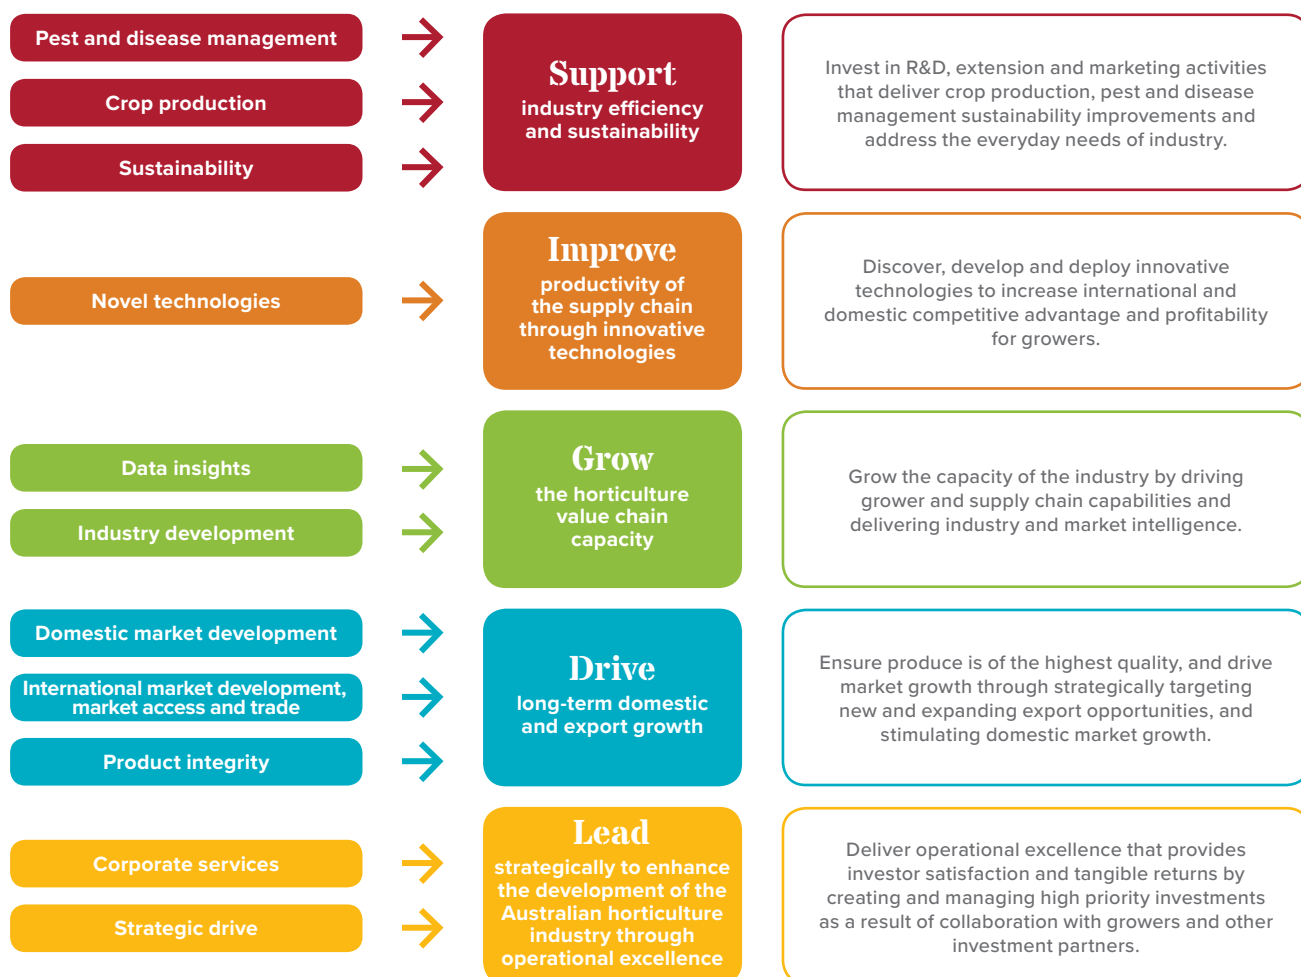 Pest and disease management
Crop production
Sustainability
Support
industry efficiency
and sustainability
Invest in R&D, extension and marketing activities
that deliver crop production, pest and disease
management sustainability improvements and
address the everyday needs of industry.
Novel technologies
Improve
productivity of
the supply chain
through innovative
technologies
Discover, develop and deploy innovative
technologies to increase international and
domestic competitive advantage and profitability
for growers.
Data insights
Industry development
Grow
the horticulture
value chain
capacity
Grow the capacity of the industry by driving
grower and supply chain capabilities and
delivering industry and market intelligence.
Domestic market development
International market development,
market access and trade
Product integrity
Drive
long-term domestic
and export growth
Ensure produce is of the highest quality, and drive
market growth through strategically targeting
new and expanding export opportunities, and
stimulating domestic market growth.
Corporate services
Strategic drive
Lead
strategically to enhance
the development of the
Australian horticulture
industry through
operational excellence
Deliver operational excellence that provides
investor satisfaction and tangible returns by
creating and managing high priority investments
as a result of collaboration with growers and other
investment partners.